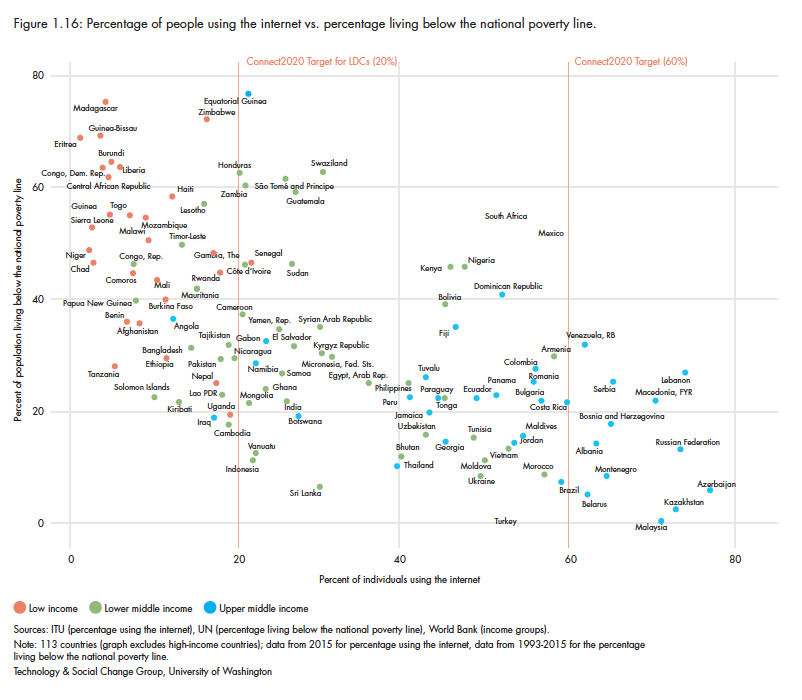 Figure 1.16: Percentage of people using the internet vs. percentage living below the national poverty line.
Connect2020 Target for LDCs (20%)
Connect2020 Target (60%)
80
Equatorial Guinea
Madagascar
Zimbabwe
Guinea-Bissau
Eritrea
Burundi
Swaziland
Honduras
Congo, Dem. Rep.
Liberia
60
Central African Republic
Haiti
São Tomé and Principe
Zambia
Guatemala
Guinea
Togo
Lesotho
South Africa
Sierra Leone
Mozambique
Malawi
Timor-Leste
Mexico
Niger
Congo, Rep.
Gambia, The
Senegal
Nigeria
Chad
Côte d'Ivoire
Sudan
Kenya
Comoros
Rwanda
Mali
Dominican Republic
Mauritania
Bolivia
40
Papua New Guinea
Burkina Faso
Cameroon
Benin
Yemen, Rep.
Syrian Arab Republic
Angola
Afghanistan
Fiji
Tajikistan
Gabon
El Salvador
Venezuela, RB
Kyrgyz Republic
Bangladesh
Nicaragua
Armenia
Ethiopia
Pakistan
Micronesia, Fed. Sts.
Colombia
Tanzania
Namibia
Samoa
Tuvalu
Nepal
Egypt, Arab Rep.
Panama
Romania
Lebanon
Solomon Islands
Lao PDR
Ghana
Philippines
Paraguay
Ecuador
Bulgaria
Serbia
Macedonia, FYR
Mongolia
Peru
Kiribati
Uganda
India
Tonga
Costa Rica
20
Jamaica
Bosnia and Herzegovina
Iraq
Botswana
Uzbekistan
Tunisia
Maldives
Cambodia
Jordan
Russian Federation
Vanuatu
Bhutan
Georgia
Albania
Vietnam
Indonesia
Thailand
Moldova
Morocco
Montenegro
Ukraine
Azerbaijan
Sri Lanka
Brazil
Belarus
Kazakhstan
0
Turkey
Malaysia
0
20
40
60
80
Percent of population living below the national poverty line
Percent of individuals using the internet
Low income
Lower middle income
Upper middle income
Sources: ITU (percentage using the internet), UN (percentage living below the national poverty line), World Bank (income groups).
Note: 113 countries (graph excludes high-income countries); data from 2015 for percentage using the internet, data from 1993-2015 for the percentage
living below the national poverty line.
Technology & Social Change Group, University of Washington